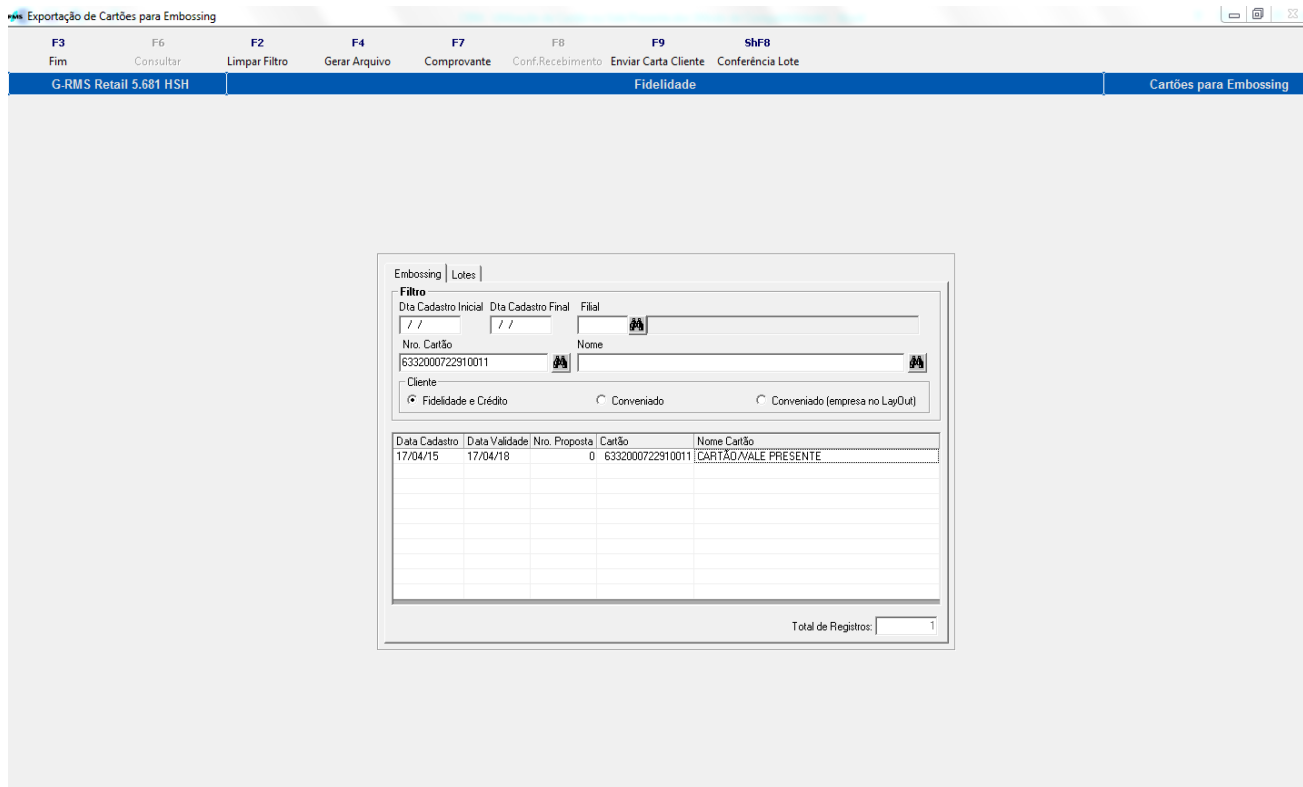 RMS Exportação de Cartões para Embossing
F3 F6 F2 F4 F7 F8 F9 ShF8
Fim Consultar Limpar Filtro Gerar Arquivo Comprovante Conf.Recebimento Enviar Carta Cliente Conferência Lote
G-RMS Retail 5.681 HSH Fidelidade Cartões para Embossing
Embossing Lotes
Filtro
Dta Cadastro Inicial Dta Cadastro Final Filial
/ / / /
Nro. Cartão Nome
6332000722910011
Cliente
Fidelidade e Crédito Conveniado Conveniado (empresa no LayOut)
Data Cadastro Data Validade Nro. Proposta Cartão Nome Cartão
17/04/15 17/04/18 0 6332000722910011 CARTÃO/VALE PRESENTE
Total de Registros: 1